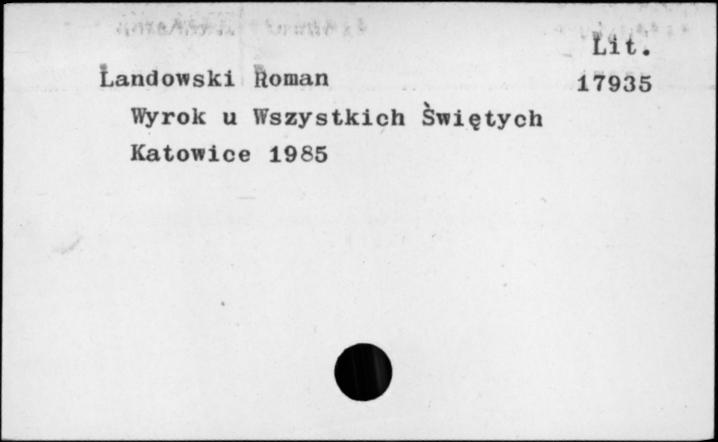 Lit.
Landowski Roman 17935
Wyrok u Wszystkich Świętych
Katowice 1985